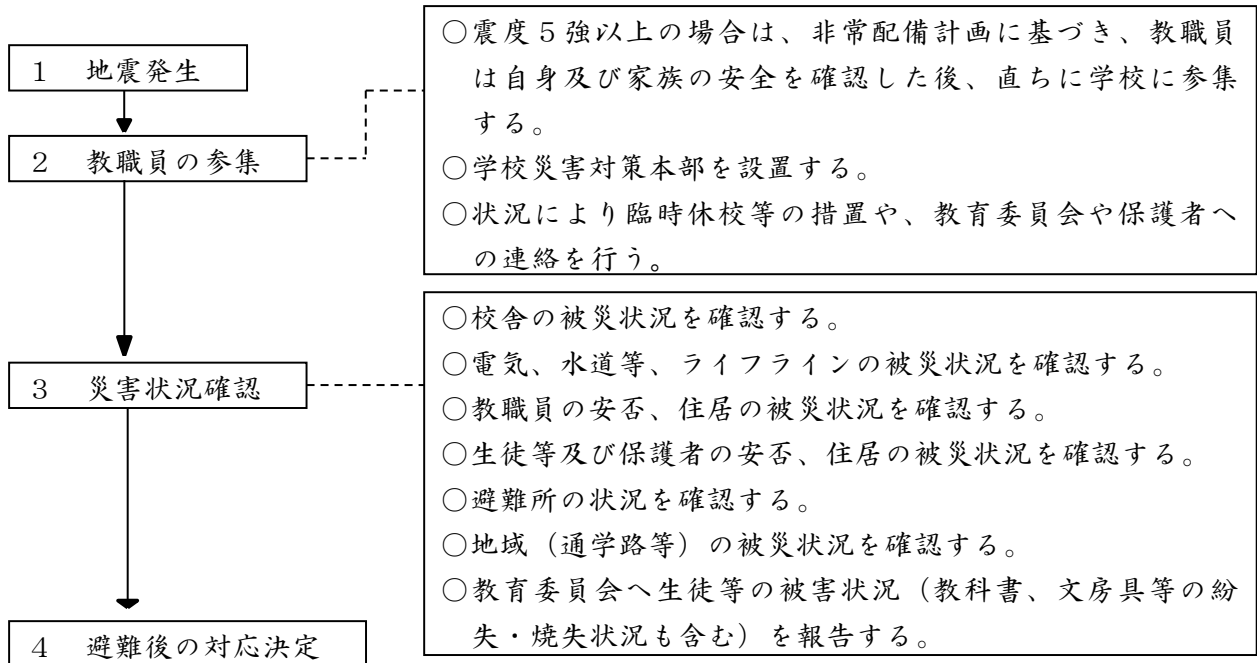 １　地震発生
２　教職員の参集
○震度５強以上の場合は、非常配備計画に基づき、教職員
は自身及び家族の安全を確認した後、直ちに学校に参集
する。
○学校災害対策本部を設置する。
○状況により臨時休校等の措置や、教育委員会や保護者へ
の連絡を行う。
３　災害状況確認
○校舎の被災状況を確認する。
○電気、水道等、ライフラインの被災状況を確認する。
○教職員の安否、住居の被災状況を確認する。
○生徒等及び保護者の安否、住居の被災状況を確認する。
○避難所の状況を確認する。
○地域（通学路等）の被災状況を確認する。
○教育委員会へ生徒等の被害状況（教科書、文房具等の紛
失・焼失状況も含む）を報告する。
４　避難後の対応決定